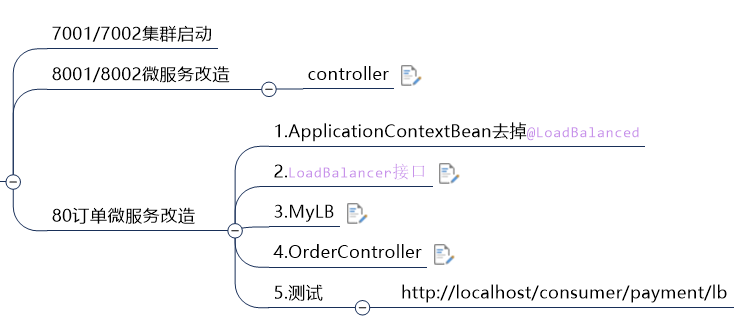 7001/7002集群启动
8001/8002微服务改造
controller
80订单微服务改造
1.ApplicationContextBean去掉@LoadBalanced
2.LoadBalancer接口
3.MyLB
4.OrderController
5.测试
http://localhost/consumer/payment/lb